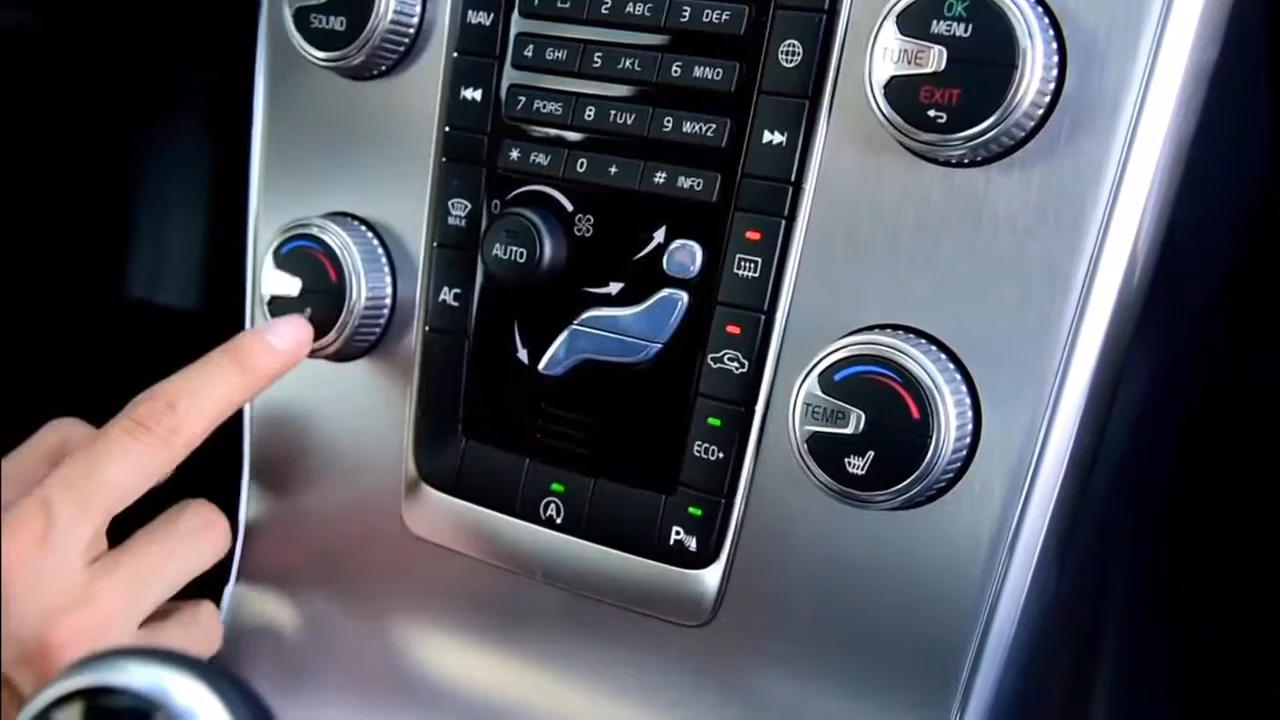 SOUND
NAV
1
2 ABC
3 DEF
OK
MENU
TUNE
EXIT
4 GHI
5 JKL
6 MNO
7 PQRS
8 TUV
9 WXYZ
* FAV
0 +
# INFO
MAX
0
AUTO
AC
TEMP
ECO+
A
P